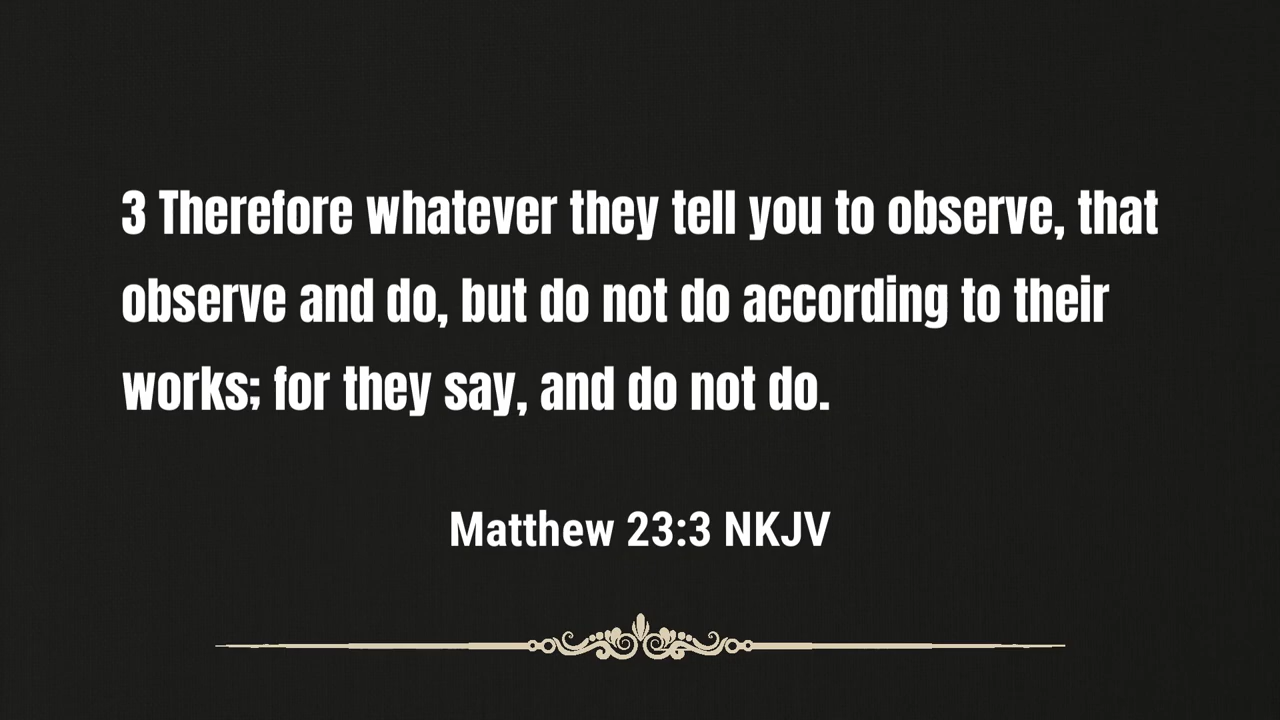 3 Therefore whatever they tell you to observe, that
observe and do, but do not do according to their
works; for they say, and do not do.
Matthew 23:3 NKJV